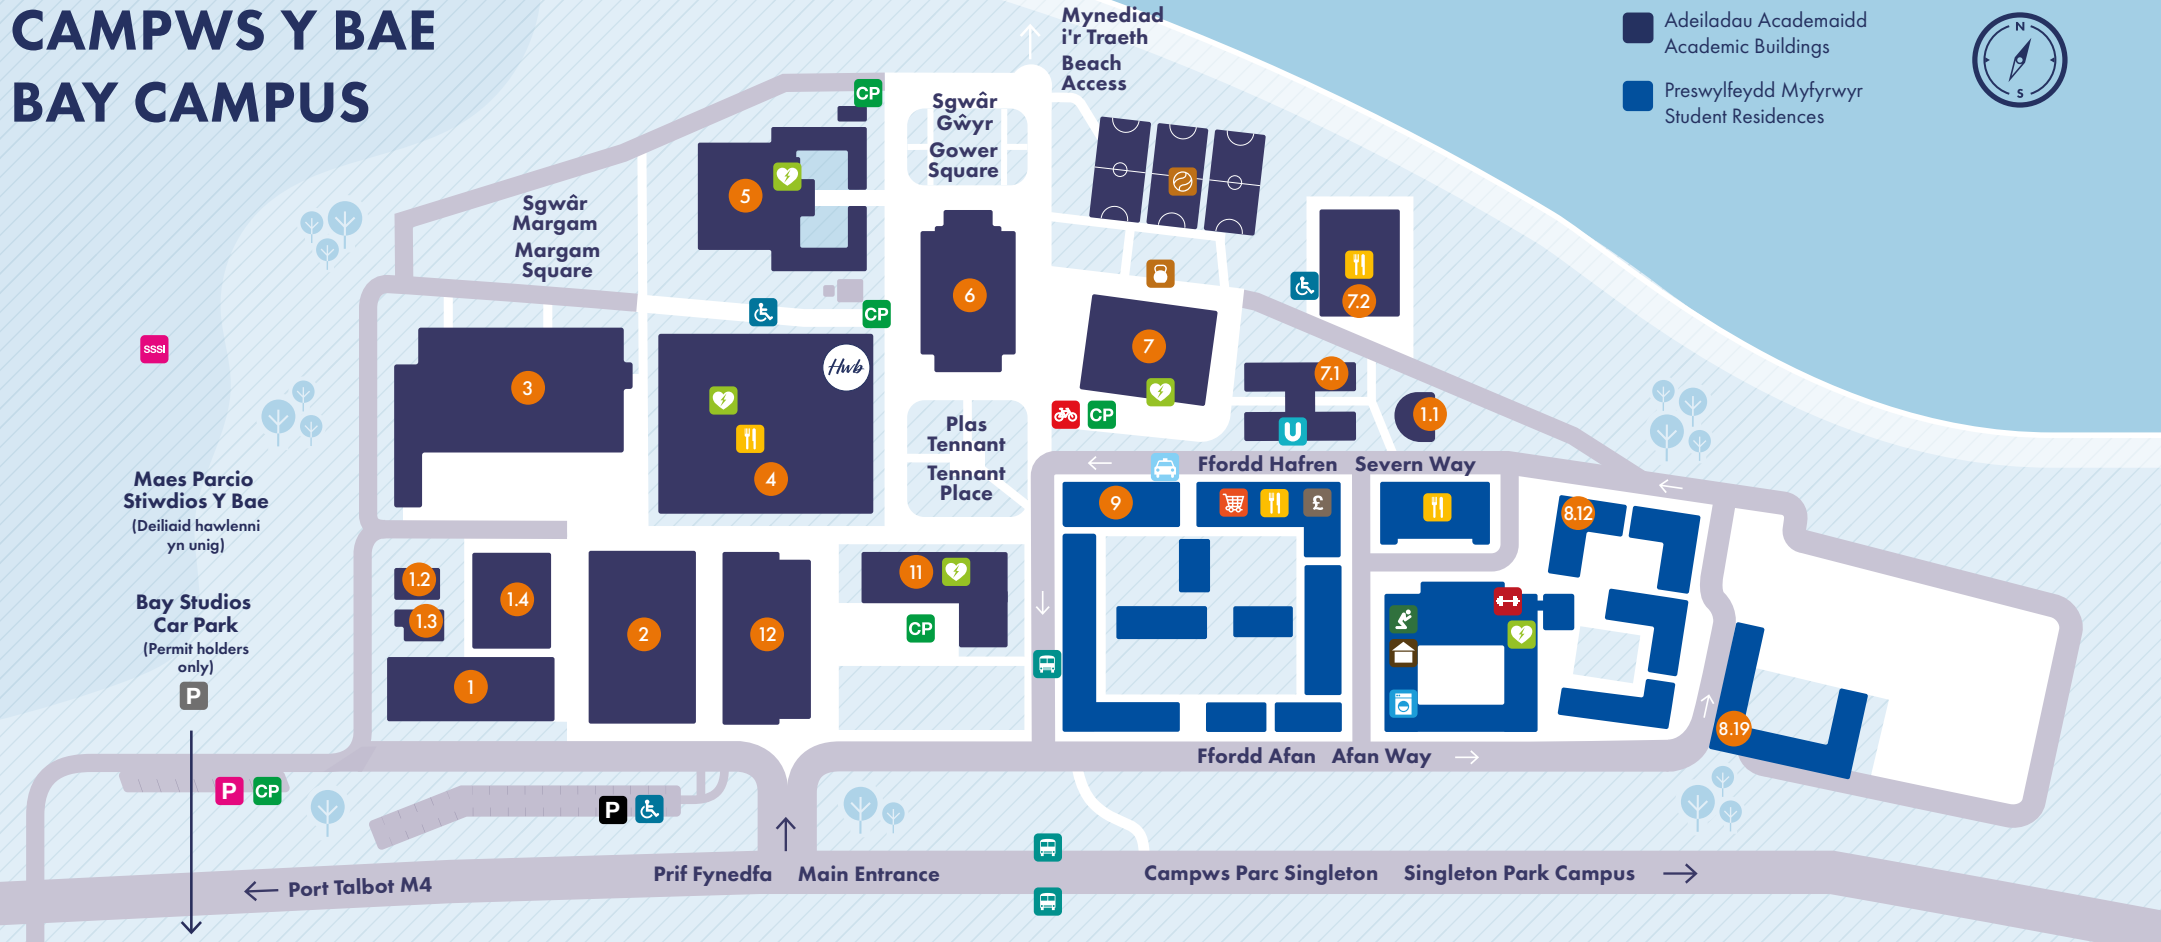 CAMPWS Y BAE
BAY CAMPUS
Mynediad
i'r Traeth
Beach
Access
Adeiladau Academaidd
Academic Buildings
Preswylfeydd Myfyrwyr
Student Residences
N
S
CP
Sgwâr
Gŵyr
Gower
Square
5
Sgwâr
Margam
Margam
Square
6
7.2
CP
SSSI
3
Hwb
7
7.1
4
CP
1.1
U
Plas
Tennant
Tennant
Place
Ffordd Hafren
Severn Way
Maes Parcio
Stiwdios Y Bae
(Deiliaid hawlenni
yn unig)
9
£
8.12
1.2
1.4
1.3
11
2
12
CP
Bay Studios
Car Park
(Permit holders
only)
P
1
8.19
Ffordd Afan
Afan Way
P
CP
P
Prif Fynedfa
Main Entrance
Campws Parc Singleton
Singleton Park Campus
Port Talbot M4